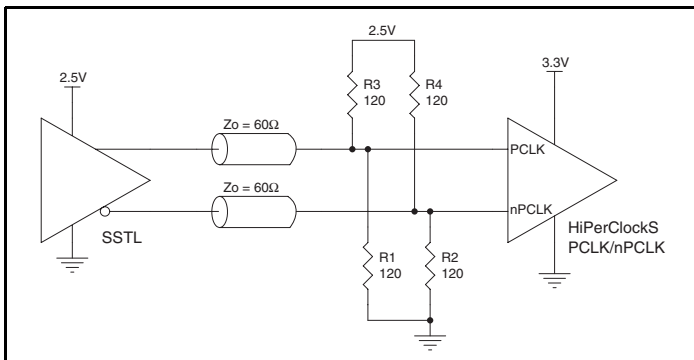 2.5V
3.3V
2.5V
R3
120
R4
120
Zo = 60Ω
PCLK
Zo = 60Ω
nPCLK
SSTL
HiPerClockS
PCLK/nPCLK
R1
120
R2
120